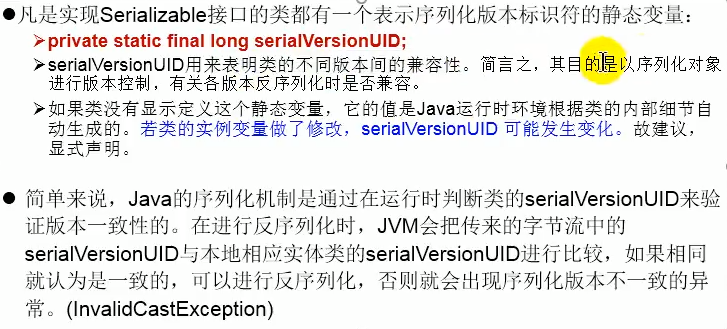 ●凡是实现Serializable接口的类都有一个表示序列化版本标识符的静态变量：
➢private static final long serialVersionUID;
➢serialVersionUID用来表明类的不同版本间的兼容性。简言之，其目的是以序列化对象
进行版本控制，有关各版本反序列化时是否兼容。
➢如果类没有显示定义这个静态变量，它的值是Java运行时环境根据类的内部细节自
动生成的。若类的实例变量做了修改，serialVersionUID 可能发生变化。故建议，
显式声明。
● 简单来说，Java的序列化机制是通过在运行时判断类的serialVersionUID来验
证版本一致性的。在进行反序列化时，JVM会把传来的字节流中的
serialVersionUID与本地相应实体类的serialVersionUID进行比较，如果相同
就认为是一致的，可以进行反序列化，否则就会出现序列化版本不一致的异
常。(InvalidCastException)